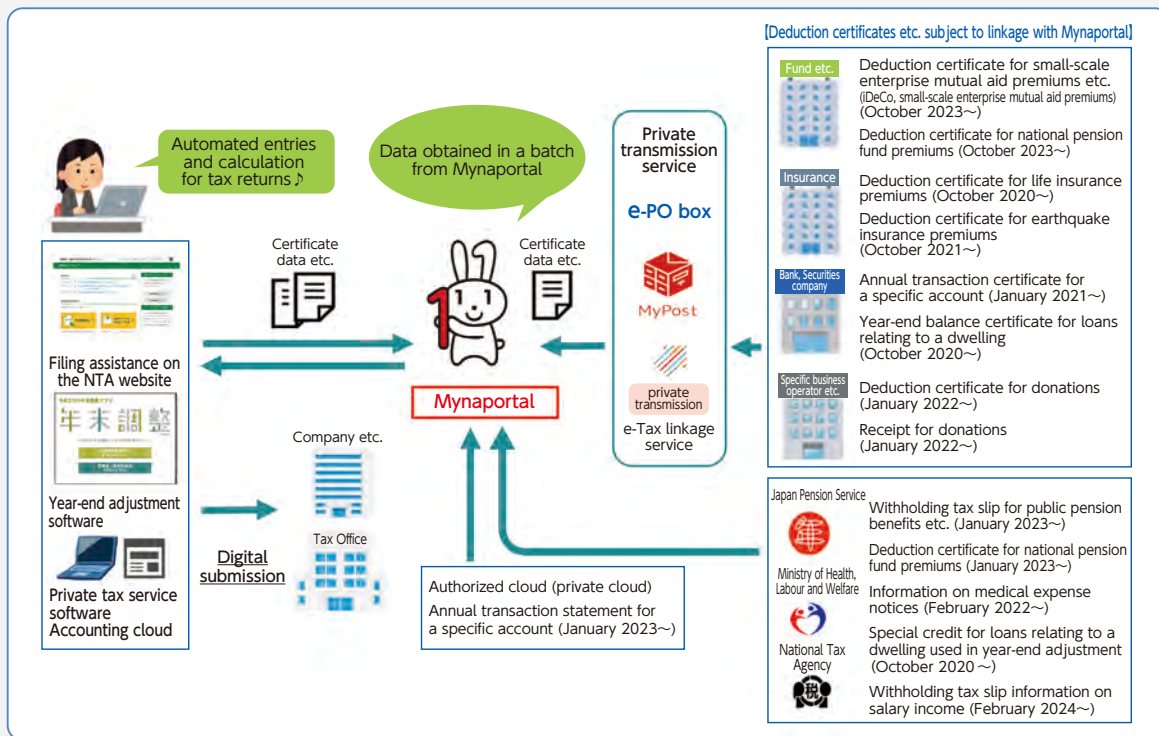 【Deduction certificates etc. subject to linkage with Mynaportal】
Automated entries
and calculation
for tax returns♪
Data obtained in a batch
from Mynaportal
Certificate
data etc.
Certificate
data etc.
1
Mynaportal
Filing assistance on
the NTA website
年末調整
Year-end adjustment
software
Private tax service
software
Accounting cloud
Digital
submission
Company etc.
Tax Office
Authorized cloud (private cloud)
Annual transaction statement for
a specific account (January 2023～)
Private
transmission
service
e-PO box
MyPost
private
transmission
e-Tax linkage
service
Fund etc.
Deduction certificate for small-scale
enterprise mutual aid premiums etc.
(iDeCo, small-scale enterprise mutual aid premiums)
(October 2023～)
Deduction certificate for national pension
fund premiums (October 2023～)
Insurance
Deduction certificate for life insurance
premiums (October 2020～)
Deduction certificate for earthquake
insurance premiums
(October 2021～)
Bank, Securities
company
Annual transaction certificate for
a specific account (January 2021～)
Year-end balance certificate for loans
relating to a dwelling
(October 2020～)
Specific business
operator etc.
Deduction certificate for donations
(January 2022～)
Receipt for donations
(January 2022～)
Japan Pension Service
Withholding tax slip for public pension
benefits etc. (January 2023～)
Deduction certificate for national pension
fund premiums (January 2023～)
Ministry of Health,
Labour and Welfare
Information on medical expense
notices (February 2022～)
Special credit for loans relating to a
dwelling used in year-end adjustment
(October 2020～)
National Tax
Agency
税
Withholding tax slip information on
salary income (February 2024～)